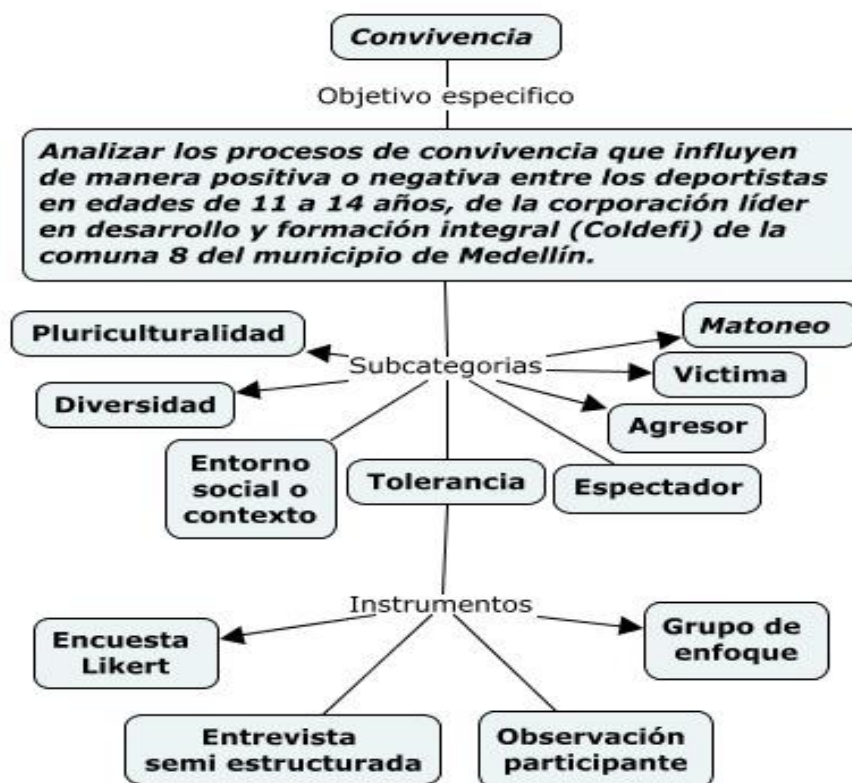 Convivencia
Objetivo especifico
Analizar los procesos de convivencia que influyen
de manera positiva o negativa entre los deportistas
en edades de 11 a 14 años, de la corporación líder
en desarrollo y formación integral (Coldefi) de la
comuna 8 del municipio de Medellín.
Pluriculturalidad
Matoneo
Subcategorias
Victima
Diversidad
Agresor
Entorno
social o
contexto
Tolerancia
Espectador
Instrumentos
Encuesta
Likert
Grupo de
enfoque
Entrevista
semi estructurada
Observación
participante